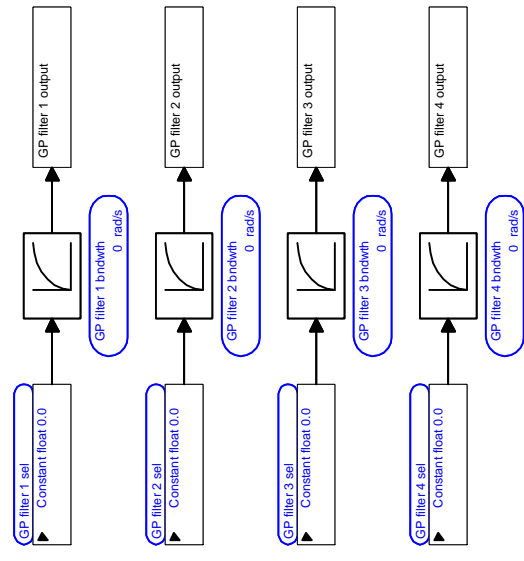 GP filter 1 sel
Constant float 0.0
GP filter 1 bndwth
0 rad/s
GP filter 1 output
GP filter 2 sel
Constant float 0.0
GP filter 2 bndwth
0 rad/s
GP filter 2 output
GP filter 3 sel
Constant float 0.0
GP filter 3 bndwth
0 rad/s
GP filter 3 output
GP filter 4 sel
Constant float 0.0
GP filter 4 bndwth
0 rad/s
GP filter 4 output